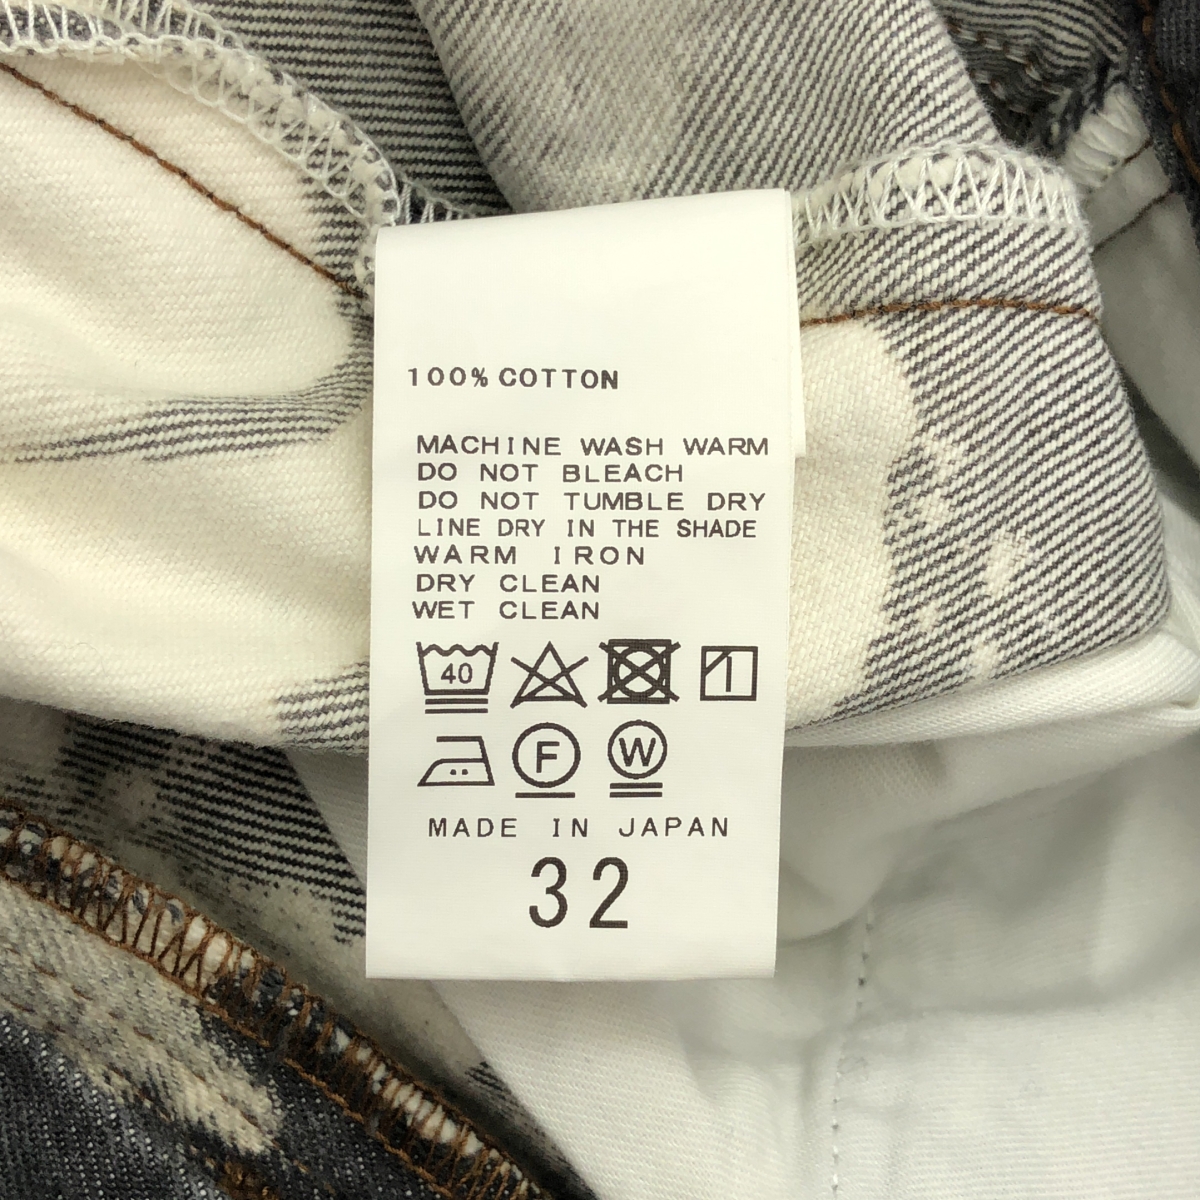 100% COTTON
MACHINE WASH WARM
DO NOT BLEACH
DO NOT TUMBLE DRY
LINE DRY IN THE SHADE
WARM IRON
DRY CLEAN
WET CLEAN
40
F W
MADE IN JAPAN
32